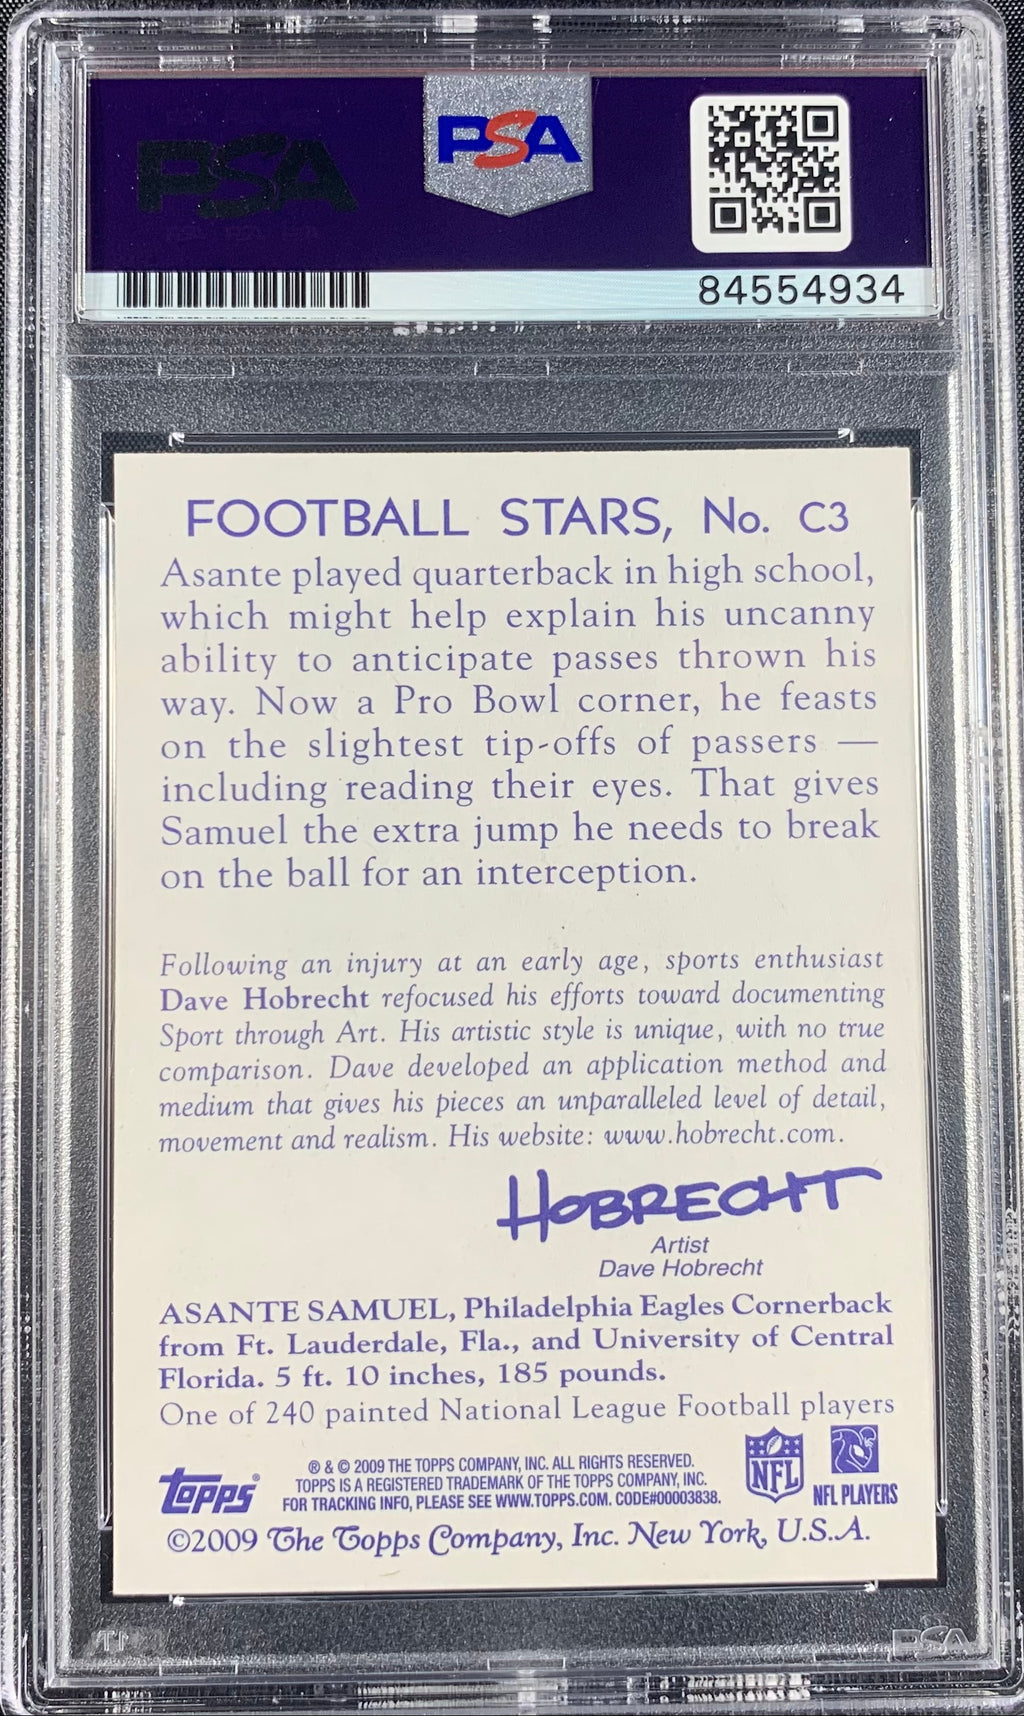 PSA
PSA
84554934
FOOTBALL STARS, No. C3
Asante played quarterback in high school,
which might help explain his uncanny
ability to anticipate passes thrown his
way. Now a Pro Bowl corner, he feasts
on the slightest tip-offs of passers —
including reading their eyes. That gives
Samuel the extra jump he needs to break
on the ball for an interception.
Following an injury at an early age, sports enthusiast
Dave Hobrecht refocused his efforts toward documenting
Sport through Art. His artistic style is unique, with no true
comparison. Dave developed an application method and
medium that gives his pieces an unparalleled level of detail,
movement and realism. His website: www.hobrecht.com.
HOBRECHT
Artist
Dave Hobrecht
ASANTE SAMUEL, Philadelphia Eagles Cornerback
from Ft. Lauderdale, Fla., and University of Central
Florida. 5 ft. 10 inches, 185 pounds.
One of 240 painted National League Football players
Topps®
® & © 2009 THE TOPPS COMPANY, INC. ALL RIGHTS RESERVED.
TOPPS IS A REGISTERED TRADEMARK OF THE TOPPS COMPANY, INC.
FOR TRACKING INFO, PLEASE SEE WWW.TOPPS.COM. CODE#00003838.
NFL
NFL PLAYERS
©2009 The Topps Company, Inc. New York, U.S.A.
PSA